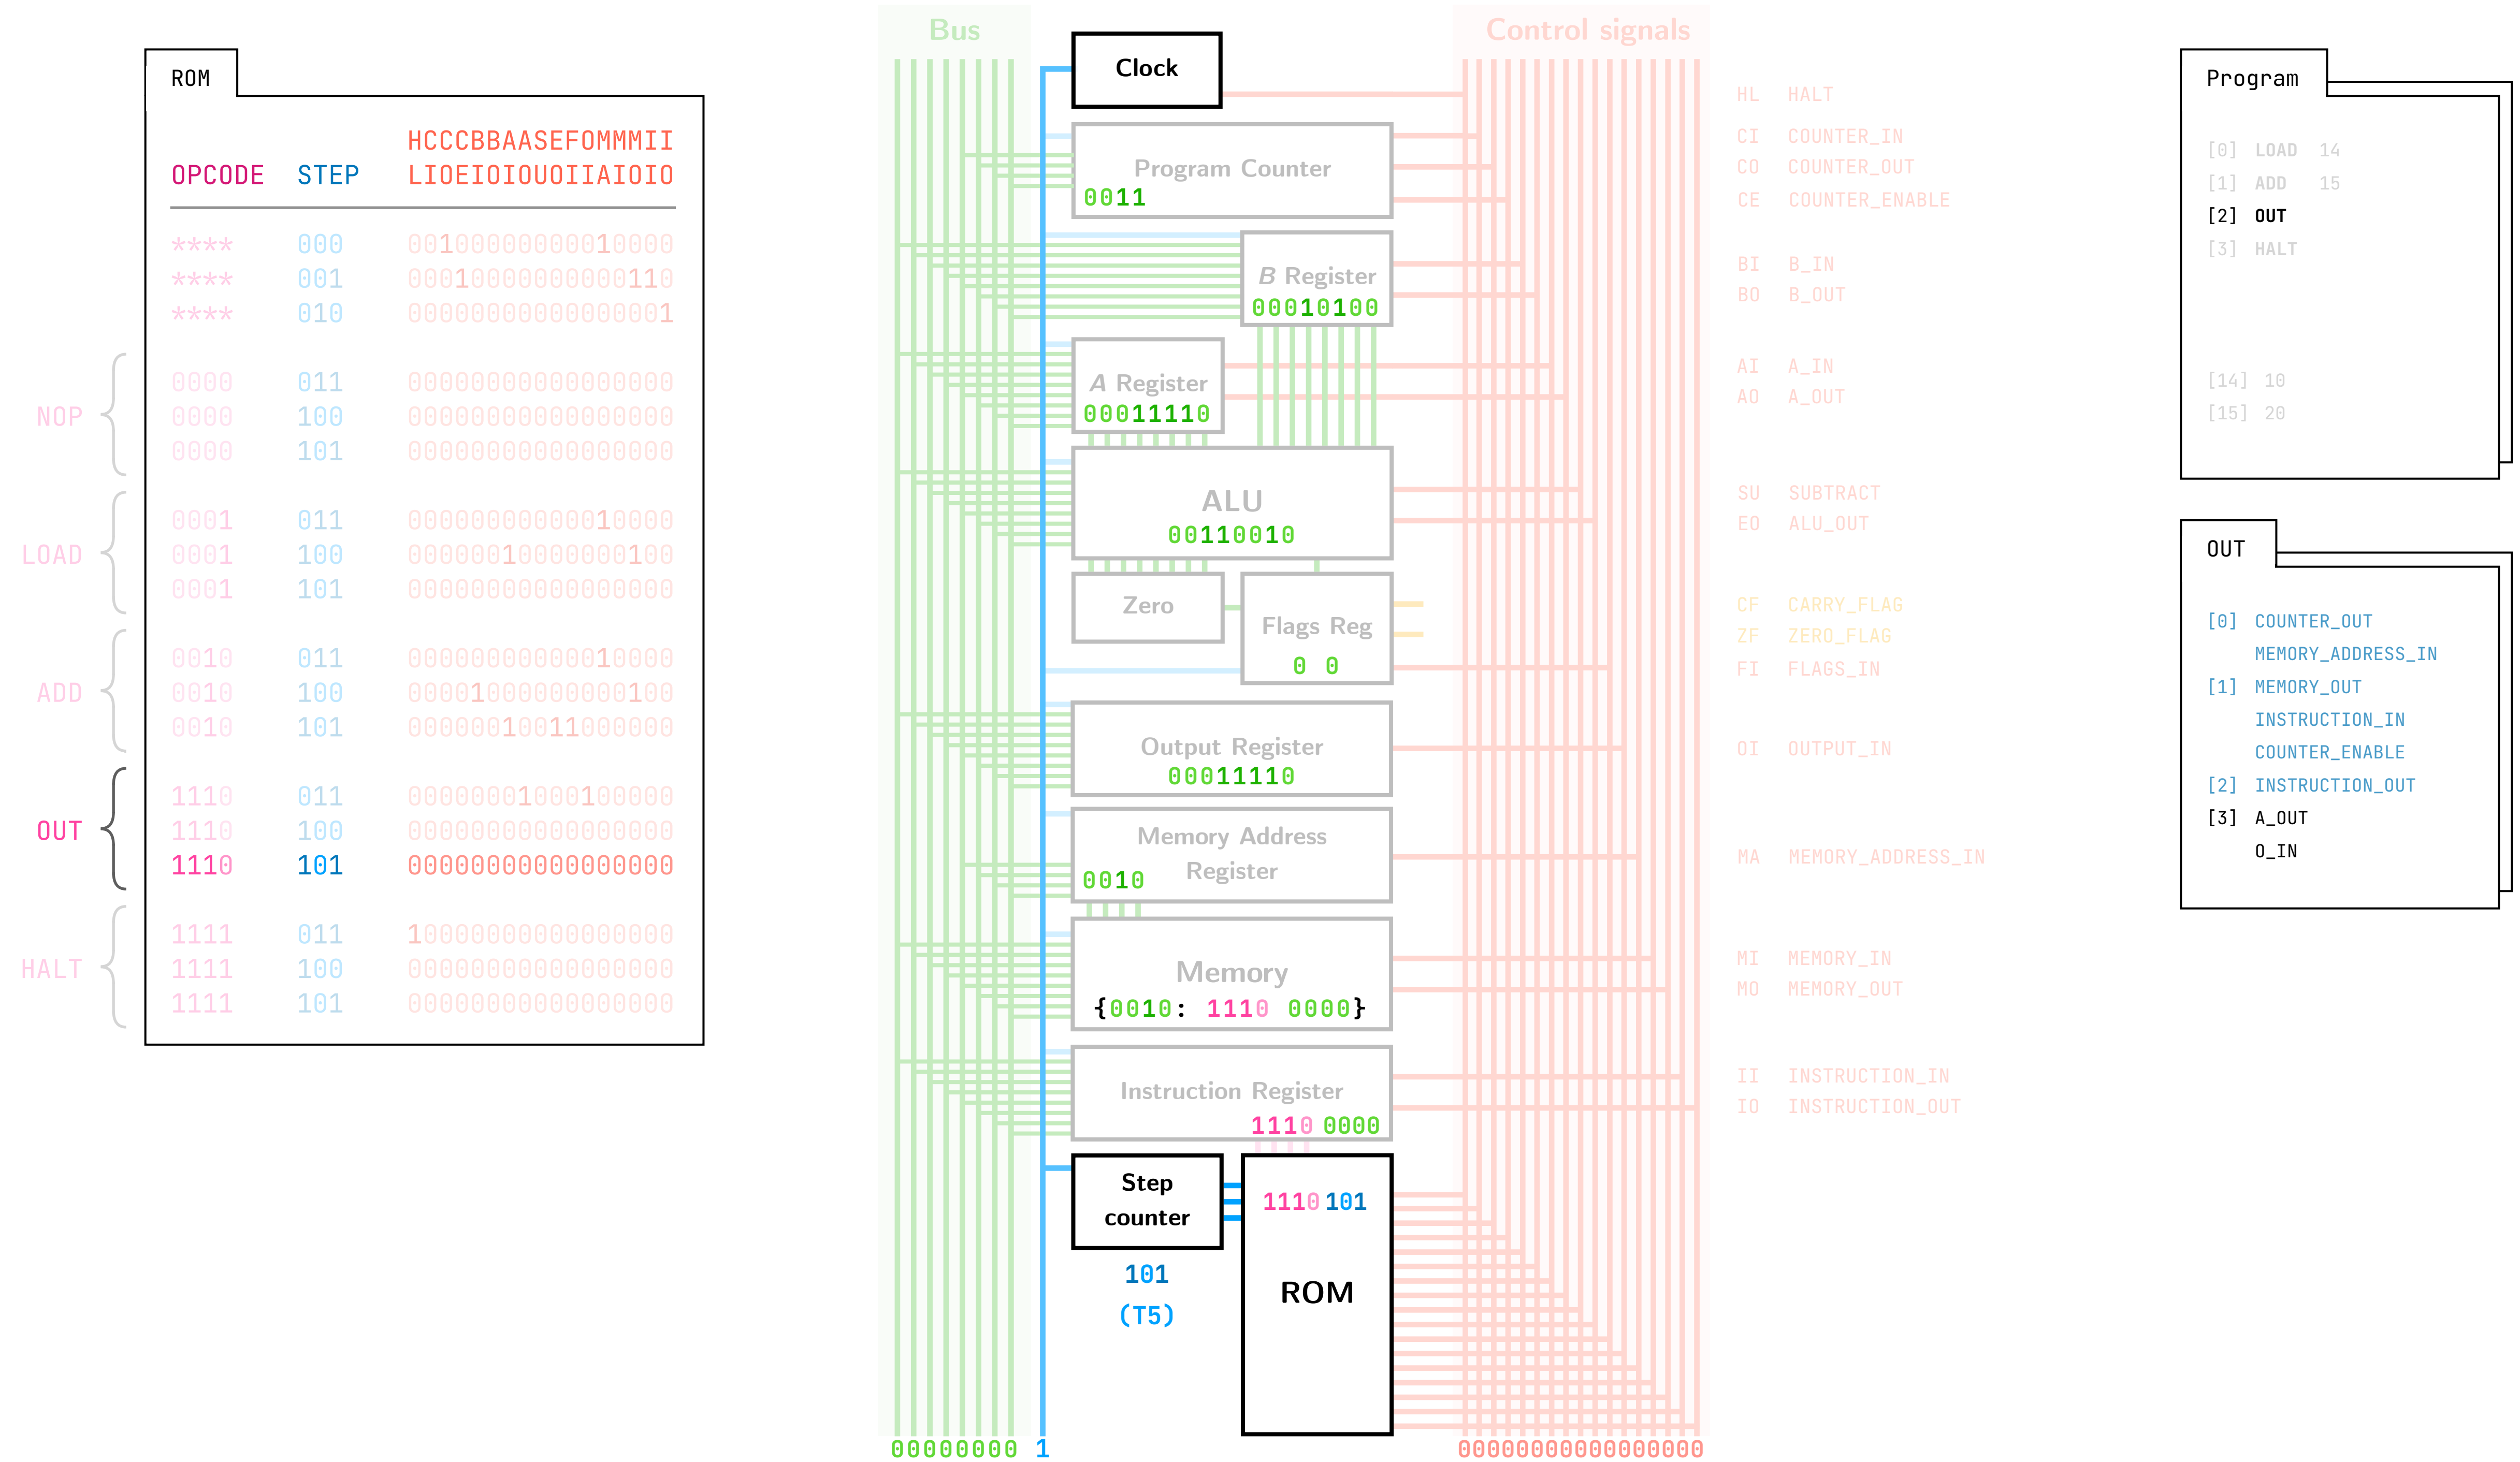 ROM
HCCCBBAASEFOMMMII
OPCODE STEP LIOEIOIOUOIIAIOIO
**** 000 00100000000010000
**** 001 00010000000000110
**** 010 00000000000000001
NOP
0000 011 00000000000000000
0000 100 00000000000000000
0000 101 00000000000000000
LOAD
0001 011 00000000000010000
0001 100 00000010000000100
0001 101 00000000000000000
ADD
0010 011 00000000000010000
0010 100 00001000000000100
0010 101 00000010011000000
OUT
1110 011 00000001000100000
1110 100 00000000000000000
1110 101 00000000000000000
HALT
1111 011 10000000000000000
1111 100 00000000000000000
1111 101 00000000000000000
Bus
Control signals
Clock
Program Counter
0011
B Register
00010100
A Register
00011110
ALU
00110010
Zero
Flags Reg
0 0
Output Register
00011110
Memory Address
Register
0010
Memory
{0010: 1110 0000}
Instruction Register
1110 0000
Step
counter
101
(T5)
1110 101
ROM
00000000 1
00000000000000000
HL HALT
CI COUNTER_IN
CO COUNTER_OUT
CE COUNTER_ENABLE
BI B_IN
BO B_OUT
AI A_IN
AO A_OUT
SU SUBTRACT
EO ALU_OUT
CF CARRY_FLAG
ZF ZERO_FLAG
FI FLAGS_IN
OI OUTPUT_IN
MA MEMORY_ADDRESS_IN
MI MEMORY_IN
MO MEMORY_OUT
II INSTRUCTION_IN
IO INSTRUCTION_OUT
Program
[0] LOAD 14
[1] ADD 15
[2] OUT
[3] HALT
[14] 10
[15] 20
OUT
[0] COUNTER_OUT
MEMORY_ADDRESS_IN
[1] MEMORY_OUT
INSTRUCTION_IN
COUNTER_ENABLE
[2] INSTRUCTION_OUT
[3] A_OUT
O_IN